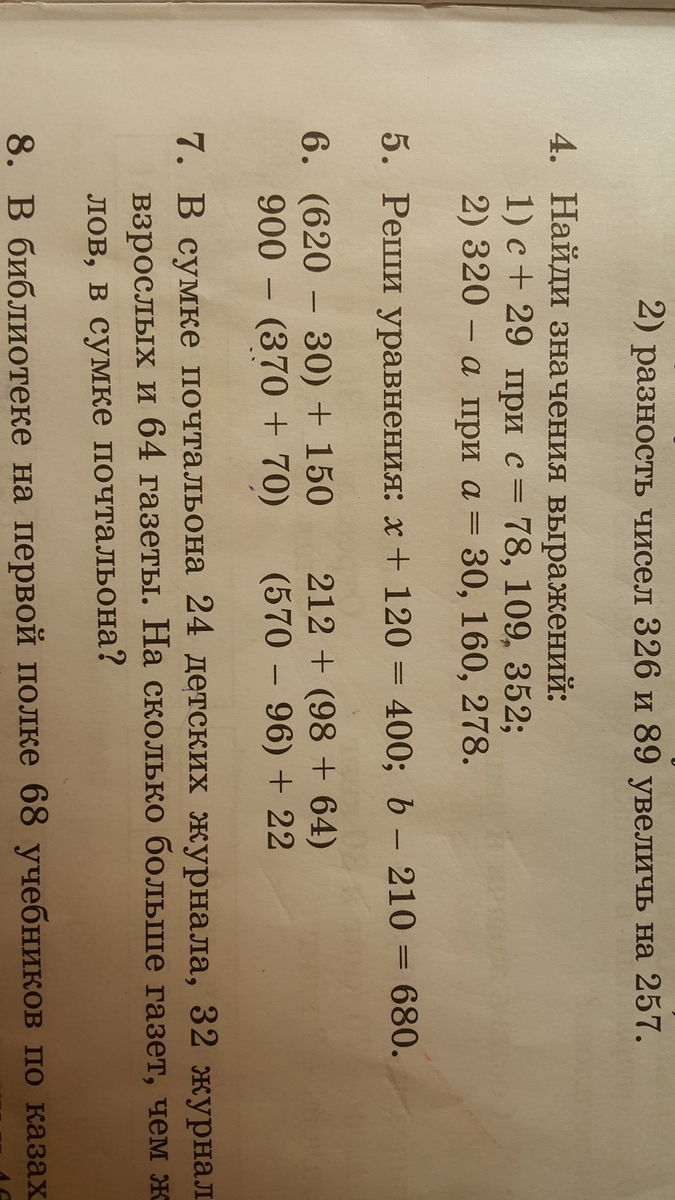 2) разность чисел 326 и 89 увеличь на 257.
4. Найди значения выражений:
1) c + 29 при c = 78, 109, 352;
2) 320 − a при a = 30, 160, 278.
5. Реши уравнения: x + 120 = 400; b − 210 = 680.
6. (620 − 30) + 150 212 + (98 + 64)
900 − (370 + 70) (570 − 96) + 22
7. В сумке почтальона 24 детских журнала, 32 журнал
взрослых и 64 газеты. На сколько больше газет, чем ж
лов, в сумке почтальона?
8. В библиотеке на первой полке 68 учебников по казах